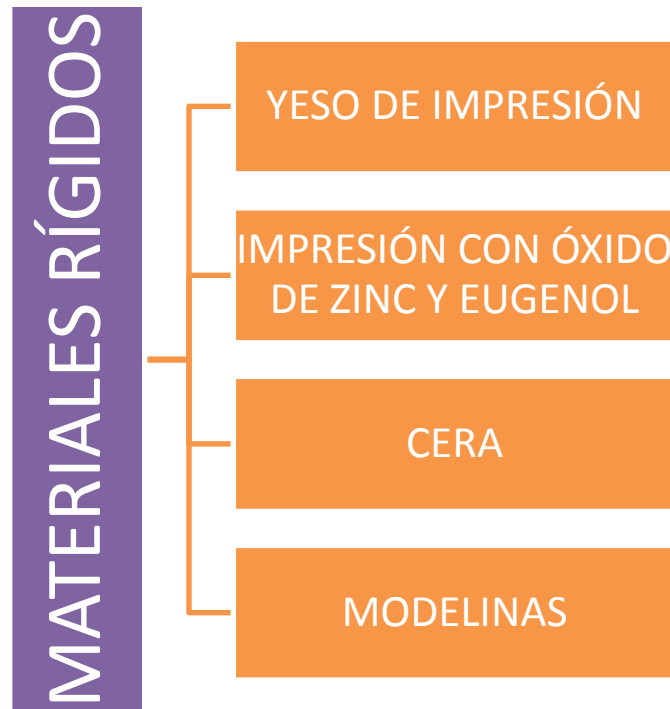 MATERIALES RÍGIDOS
YESO DE IMPRESIÓN
IMPRESIÓN CON ÓXIDO
DE ZINC Y EUGENOL
CERA
MODELINAS